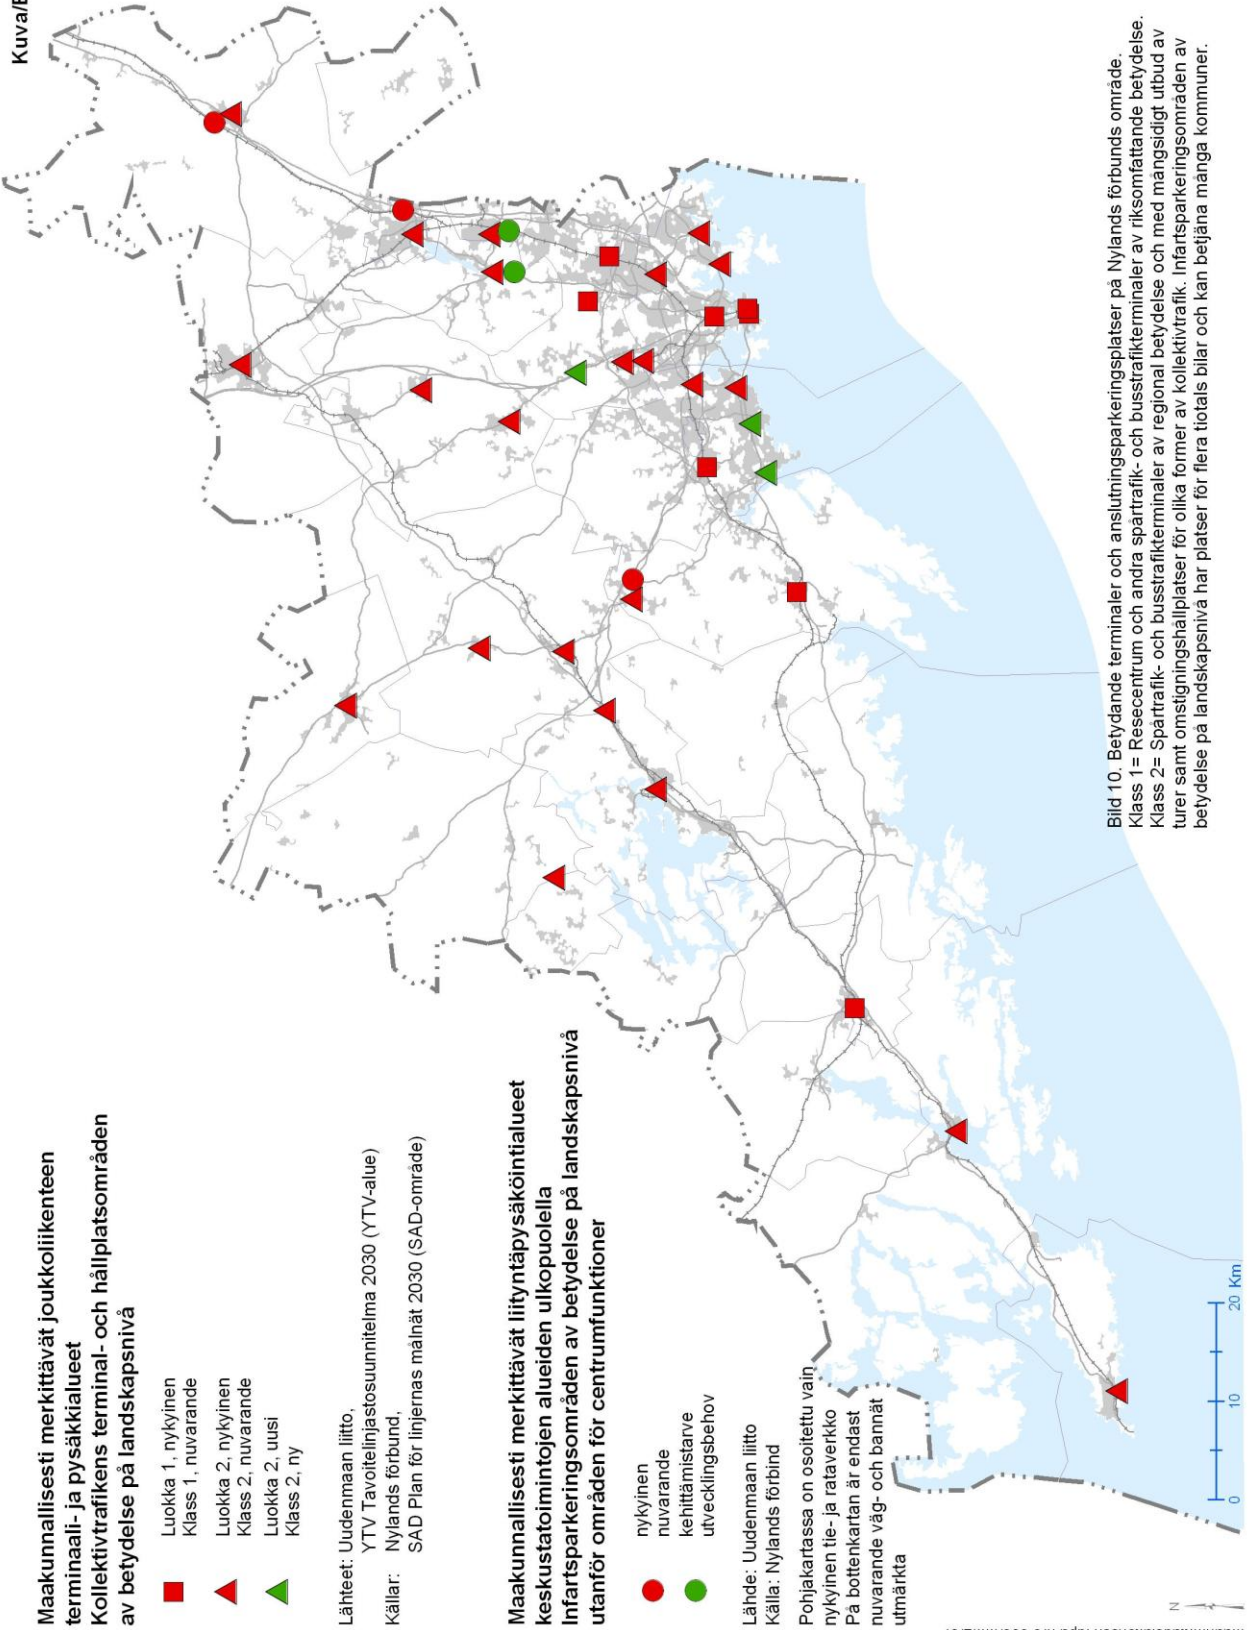 Kuva/B
Maakunnallisesti merkittävät joukkoliikenteen
terminaali- ja pysäkkialueet
Kollektivtrafikens terminal- och hållplatsområden
av betydelse på landskapsnivå
Luokka 1, nykyinen
Klass 1, nuvarande
Luokka 2, nykyinen
Klass 2, nuvarande
Luokka 2, uusi
Klass 2, ny
Lähteet: Uudenmaan liitto,
YTV Tavoitelinjastosuunnitelma 2030 (YTV-alue)
Källar: Nylands förbund,
SAD Plan för linjernas målnät 2030 (SAD-område)
Maakunnallisesti merkittävät liityntäpysäköintialueet
keskustatoimintojen alueiden ulkopuolella
Infartsparkeringsområden av betydelse på landskapsnivå
utanför områden för centrumfunktioner
nykyinen
nuvarande
kehittämistarve
utvecklingsbehov
Lähde: Uudenmaan liitto
Källa: Nylands förbind
Pohjakartassa on osoitettu vain
nykyinen tie- ja rataverkko
På bottenkartan är endast
nuvarande väg- och bannät
utmärkta
N
0 10 20 Km
Bild 10. Betydande terminaler och anslutningsparkeringsplatser på Nylands förbunds område.
Klass 1= Resecentrum och andra spårtrafik- och busstrafikterminaler av riksomfattande betydelse.
Klass 2= Spårtrafik- och busstrafikterminaler av regional betydelse och med mångsidigt utbud av
turer samt omstigningshållplatser för olika former av kollektivtrafik. Infartsparkeringsområden av
betydelse på landskapsnivå har platser för flera tiotals bilar och kan betjäna många kommuner.